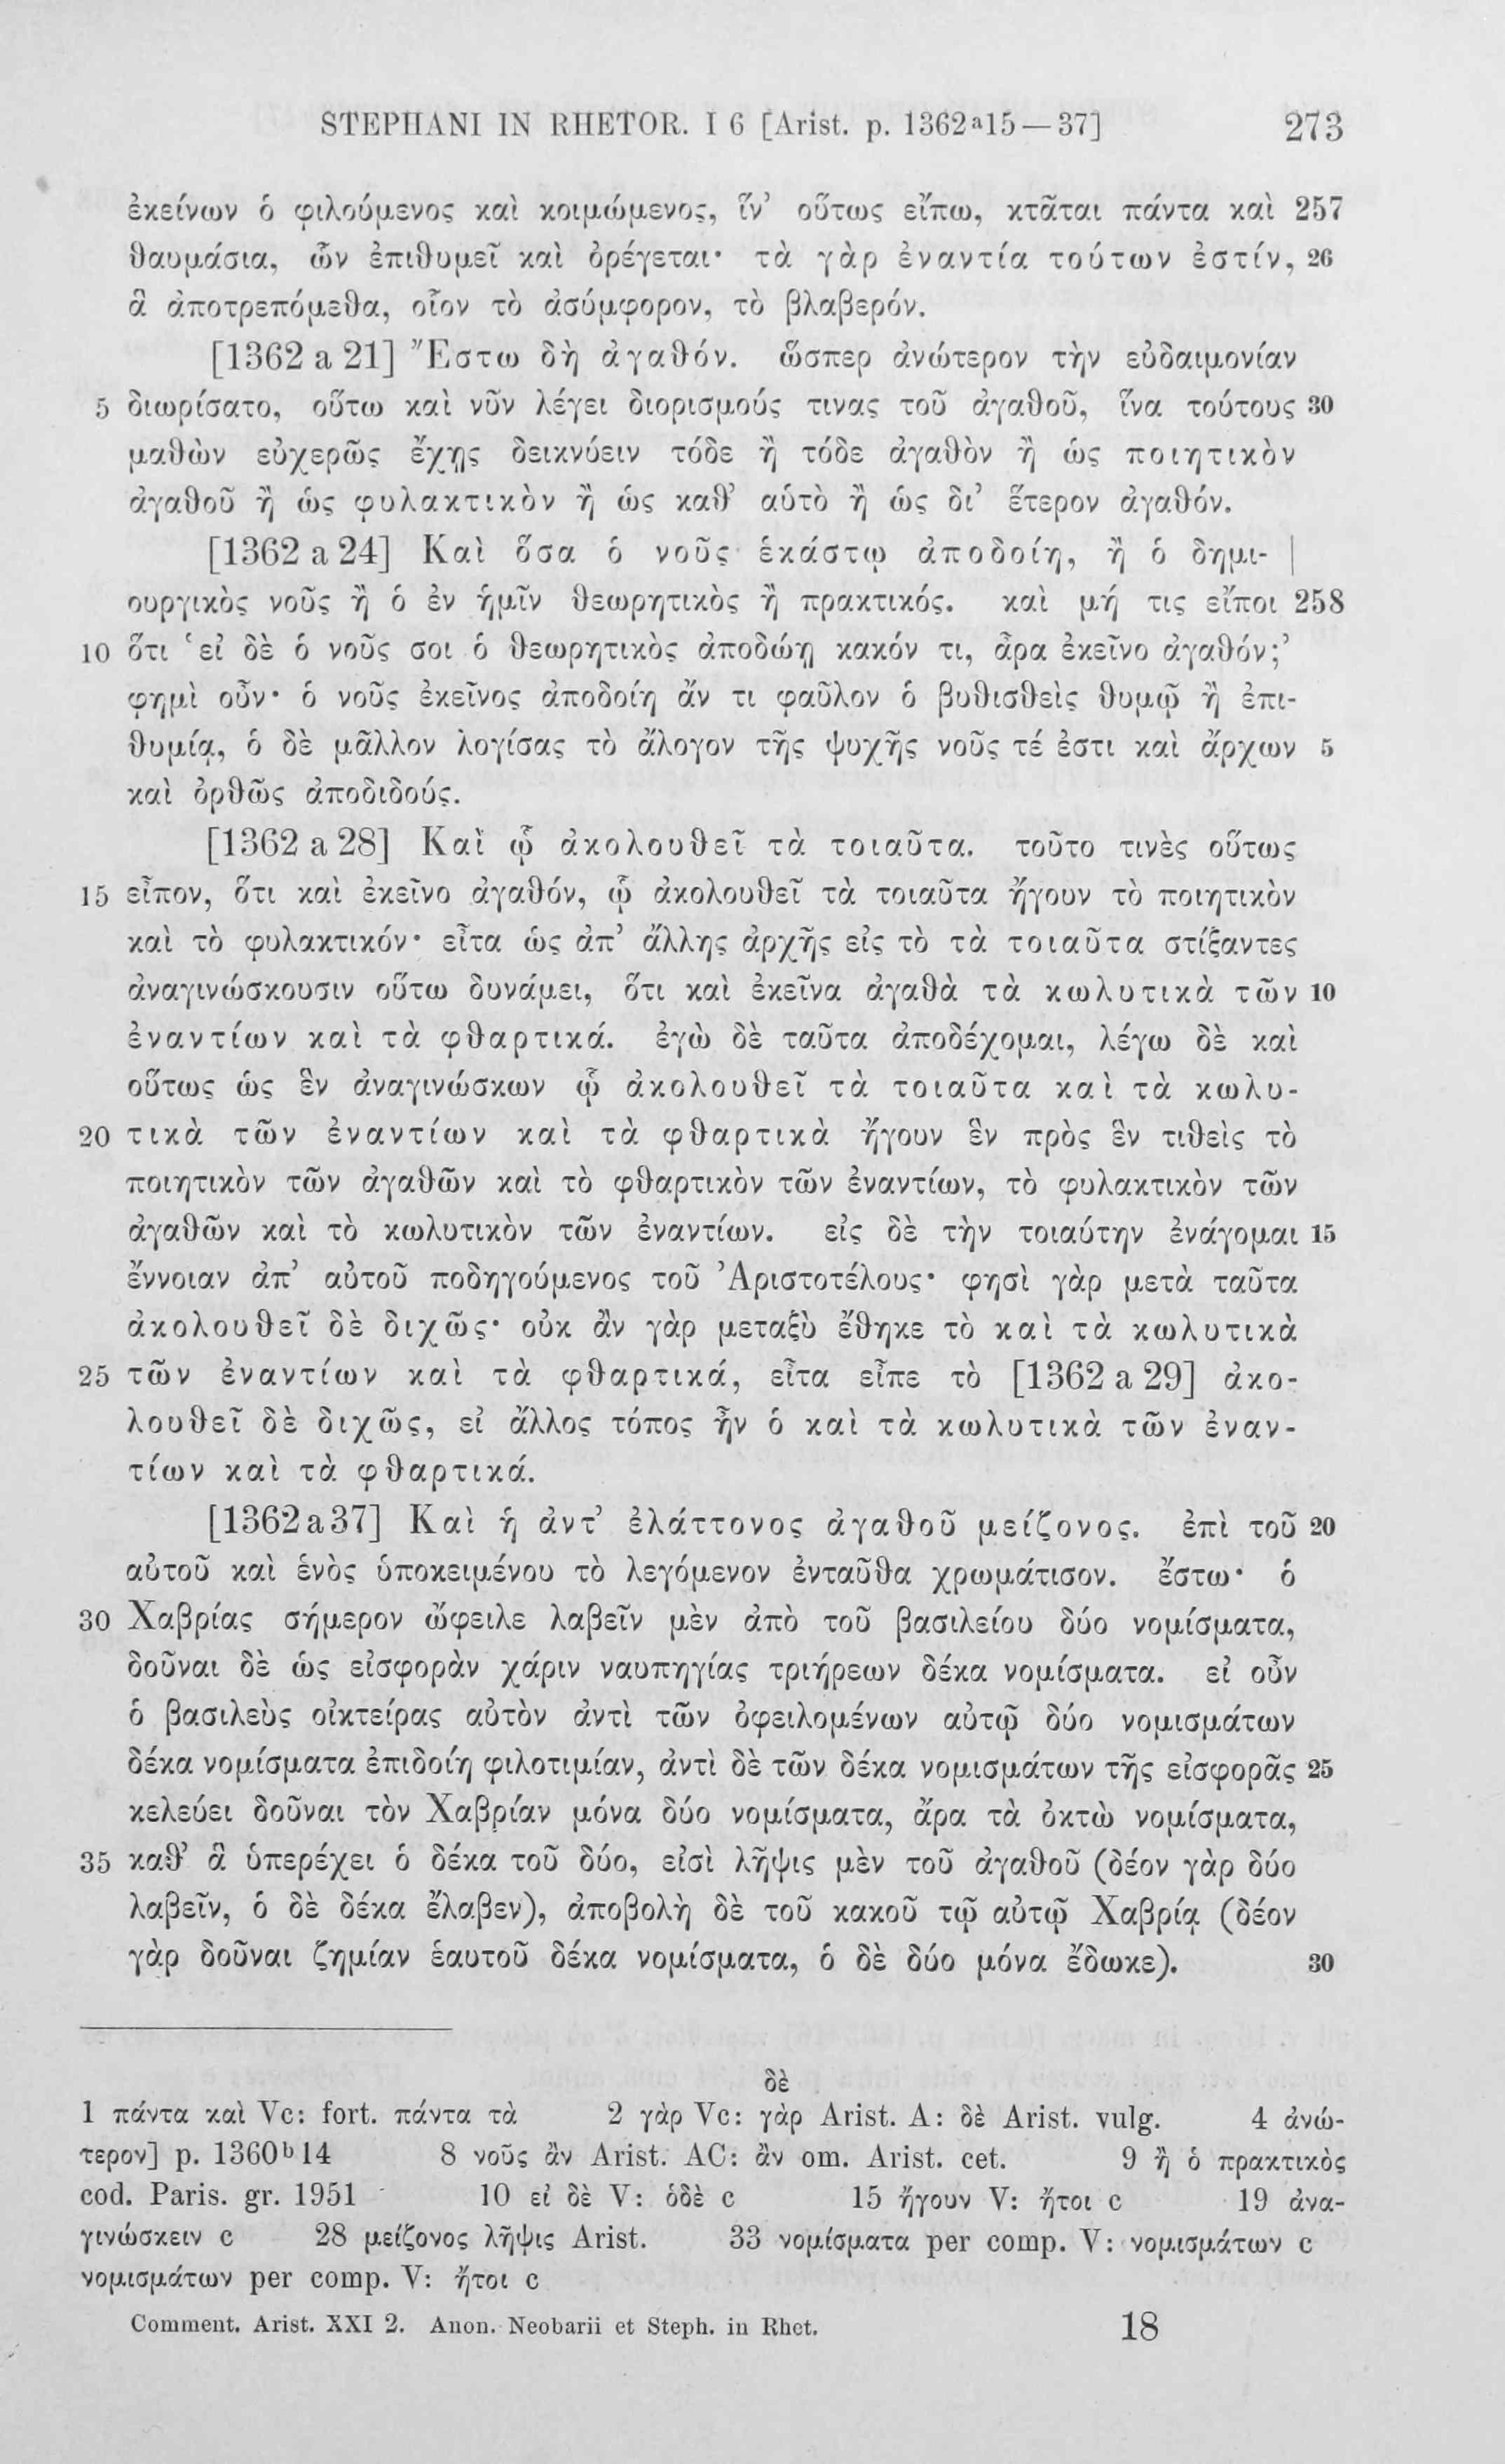 STEPHANI IN RHETOR. I 6 [Arist. p. 1362ᵃ15—37] 273
ἐκείνων ὁ φιλούμενος καὶ κοιμώμενος, ἵν’ οὕτως εἴπω, κτᾶται πάντα καὶ 257
θαυμάσια, ὧν ἐπιθυμεῖ καὶ ὀρέγεται· τὰ γὰρ ἐναντία τούτων ἐστίν, 26
ἃ ἀποτρεπόμεθα, οἷον τὸ ἀσύμφορον, τὸ βλαβερόν.
[1362 a 21] Ἔστω δὴ ἀγαθόν. ὥσπερ ἀνώτερον τὴν εὐδαιμονίαν
5 διωρίσατο, οὕτω καὶ νῦν λέγει διορισμούς τινας τοῦ ἀγαθοῦ, ἵνα τούτους 30
μαθὼν εὐχερῶς ἔχῃς δεικνύειν τόδε ἢ τόδε ἀγαθὸν ἢ ὡς ποιητικὸν
ἀγαθοῦ ἢ ὡς φυλακτικὸν ἢ ὡς καθ’ αὑτὸ ἢ ὡς δι’ ἕτερον ἀγαθόν.
[1362 a 24] Καὶ ὅσα ὁ νοῦς ἑκάστῳ ἀποδοίη, ἢ ὁ δημι- |
ουργικὸς νοῦς ἢ ὁ ἐν ἡμῖν θεωρητικὸς ἢ πρακτικός. καὶ μή τις εἴποι 258
10 ὅτι ‘εἰ δὲ ὁ νοῦς σοι ὁ θεωρητικὸς ἀποδώῃ κακόν τι, ἆρα ἐκεῖνο ἀγαθόν;’
φημὶ οὖν· ὁ νοῦς ἐκεῖνος ἀποδοίη ἄν τι φαῦλον ὁ βυθισθεὶς θυμῷ ἢ ἐπι-
θυμίᾳ, ὁ δὲ μᾶλλον λογίσας τὸ ἄλογον τῆς ψυχῆς νοῦς τέ ἐστι καὶ ἄρχων 5
καὶ ὀρθῶς ἀποδιδούς.
[1362 a 28] Καὶ ᾧ ἀκολουθεῖ τὰ τοιαῦτα. τοῦτο τινὲς οὕτως
15 εἶπον, ὅτι καὶ ἐκεῖνο ἀγαθόν, ᾧ ἀκολουθεῖ τὰ τοιαῦτα ἤγουν τὸ ποιητικὸν
καὶ τὸ φυλακτικόν· εἶτα ὡς ἀπ’ ἄλλης ἀρχῆς εἰς τὸ τὰ τοιαῦτα στίξαντες
ἀναγινώσκουσιν οὕτω δυνάμει, ὅτι καὶ ἐκεῖνα ἀγαθὰ τὰ κωλυτικὰ τῶν 10
ἐναντίων καὶ τὰ φθαρτικά. ἐγὼ δὲ ταῦτα ἀποδέχομαι, λέγω δὲ καὶ
οὕτως ὡς ἓν ἀναγινώσκων ᾧ ἀκολουθεῖ τὰ τοιαῦτα καὶ τὰ κωλυ-
20 τικὰ τῶν ἐναντίων καὶ τὰ φθαρτικὰ ἤγουν ἓν πρὸς ἓν τιθεὶς τὸ
ποιητικὸν τῶν ἀγαθῶν καὶ τὸ φθαρτικὸν τῶν ἐναντίων, τὸ φυλακτικὸν τῶν
ἀγαθῶν καὶ τὸ κωλυτικὸν τῶν ἐναντίων. εἰς δὲ τὴν τοιαύτην ἐνάγομαι 15
ἔννοιαν ἀπ’ αὐτοῦ ποδηγούμενος τοῦ Ἀριστοτέλους· φησὶ γὰρ μετὰ ταῦτα
ἀκολουθεῖ δὲ διχῶς· οὐκ ἂν γὰρ μεταξὺ ἔθηκε τὸ καὶ τὰ κωλυτικὰ
25 τῶν ἐναντίων καὶ τὰ φθαρτικά, εἶτα εἶπε τὸ [1362 a 29] ἀκο-
λουθεῖ δὲ διχῶς, εἰ ἄλλος τόπος ἦν ὁ καὶ τὰ κωλυτικὰ τῶν ἐναν-
τίων καὶ τὰ φθαρτικά.
[1362 a 37] Καὶ ἡ ἀντ’ ἐλάττονος ἀγαθοῦ μείζονος. ἐπὶ τοῦ 20
αὐτοῦ καὶ ἑνὸς ὑποκειμένου τὸ λεγόμενον ἐνταῦθα χρωμάτισον. ἔστω· ὁ
30 Χαβρίας σήμερον ὤφειλε λαβεῖν μὲν ἀπὸ τοῦ βασιλείου δύο νομίσματα,
δοῦναι δὲ ὡς εἰσφορὰν χάριν ναυπηγίας τριήρεων δέκα νομίσματα. εἰ οὖν
ὁ βασιλεὺς οἰκτείρας αὐτὸν ἀντὶ τῶν ὀφειλομένων αὐτῷ δύο νομισμάτων
δέκα νομίσματα ἐπιδοίη φιλοτιμίαν, ἀντὶ δὲ τῶν δέκα νομισμάτων τῆς εἰσφορᾶς 25
κελεύει δοῦναι τὸν Χαβρίαν μόνα δύο νομίσματα, ἄρα τὰ ὀκτὼ νομίσματα,
35 καθ’ ἃ ὑπερέχει ὁ δέκα τοῦ δύο, εἰσὶ λῆψις μὲν τοῦ ἀγαθοῦ (δέον γὰρ δύο
λαβεῖν, ὁ δὲ δέκα ἔλαβεν), ἀποβολὴ δὲ τοῦ κακοῦ τῷ αὐτῷ Χαβρίᾳ (δέον
γὰρ δοῦναι ζημίαν ἑαυτοῦ δέκα νομίσματα, ὁ δὲ δύο μόνα ἔδωκε). 30
δὲ
1 πάντα καὶ Vc: fort. πάντα τὰ 2 γὰρ Vc: γὰρ Arist. A: δὲ Arist. vulg. 4 ἀνώ-
τερον] p. 1360ᵇ14 8 νοῦς ἂν Arist. AC: ἂν om. Arist. cet. 9 ἢ ὁ πρακτικὸς
cod. Paris. gr. 1951 10 εἰ δὲ V: ὁδὲ c 15 ἤγουν V: ἤτοι c 19 ἀνα-
γινώσκειν c 28 μείζονος λῆψις Arist. 33 νομίσματα per comp. V: νομισμάτων c
νομισμάτων per comp. V: ἤτοι c
Comment. Arist. XXI 2. Anon. Neobarii et Steph. in Rhet. 18